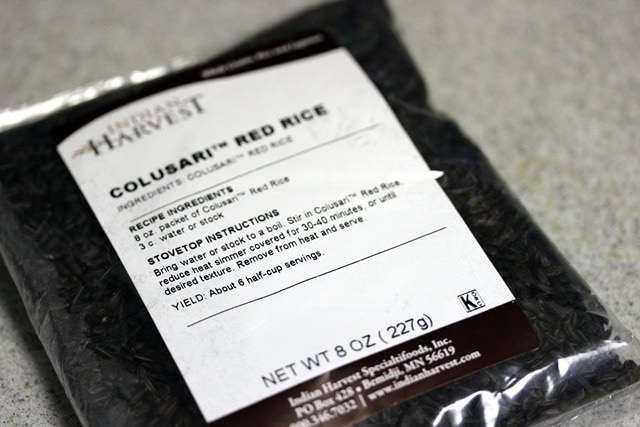 INDIAN
HARVEST
COLUSARI™ RED RICE
INGREDIENTS: COLUSARI™ RED RICE
RECIPE INGREDIENTS
8 oz. packet of Colusari™ Red Rice
3 c. water or stock
STOVETOP INSTRUCTIONS
Bring water or stock to a boil. Stir in Colusari™ Red Rice,
reduce heat simmer covered for 30-40 minutes, or until
desired texture. Remove from heat and serve.
YIELD: About 6 half-cup servings.
K
NET WT 8 OZ (227g)
Indian Harvest Specialtifoods, Inc.
PO Box 428 • Bemidji, MN 56619
.346.7032 | www.indianharvest.com